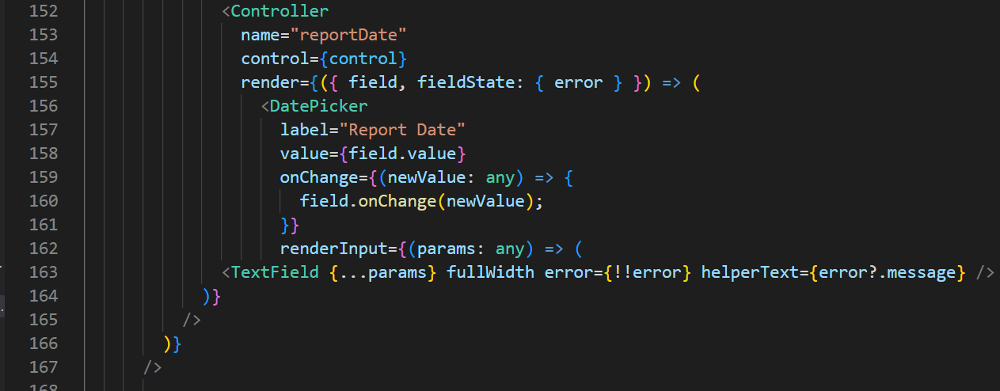 152 <Controller
153 name="reportDate"
154 control={control}
155 render={({ field, fieldState: { error } }) => (
156 <DatePicker
157 label="Report Date"
158 value={field.value}
159 onChange={(newValue: any) => {
160 field.onChange(newValue);
161 }}
162 renderInput={(params: any) => (
163 <TextField {...params} fullWidth error={!!error} helperText={error?.message} />
164 )}
165 />
166 )}
167 />
168